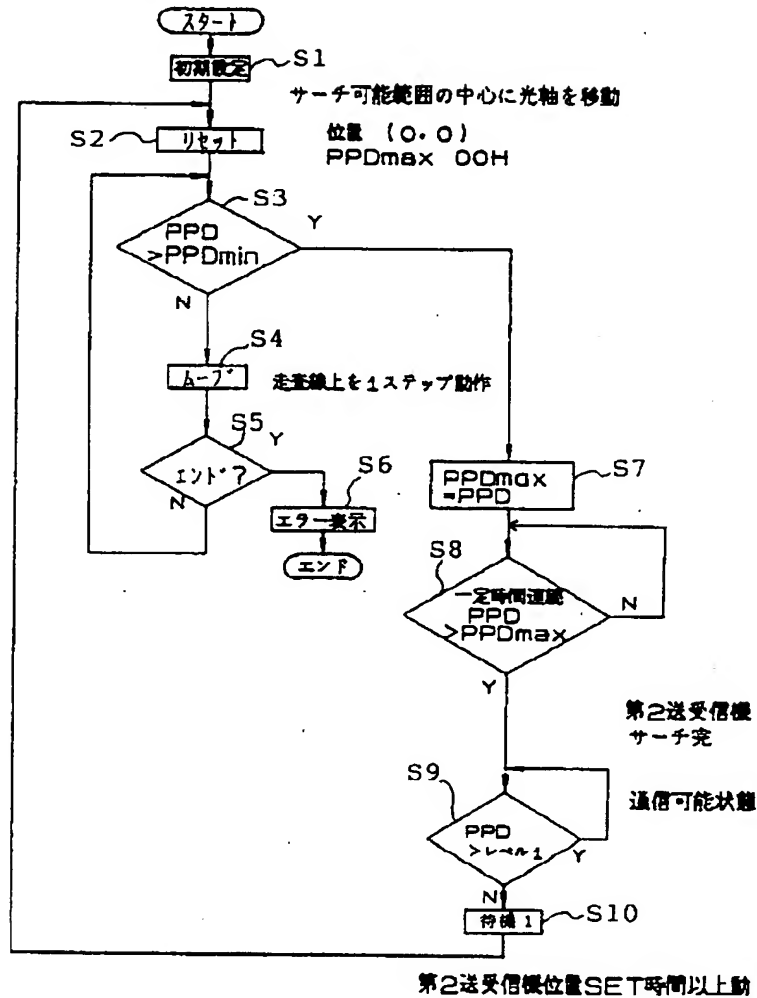 スタート
S1
初期設定
サーチ可能範囲の中心に光軸を移動
S2
リセット
位置 (0.0)
PPDmax 00H
S3
PPD
>PPDmin
Y
N
S4
ムーブ
走査線上を1ステップ動作
S5
Y
エンド?
N
S6
エラー表示
エンド
S7
PPDmax
=PPD
S8
一定時間連続
PPD
>PPDmax
N
Y
第2送受信機
サーチ完
S9
通信可能状態
PPD
>レベル1
Y
N
待機1
S10
第2送受信機位置SET時間以上動